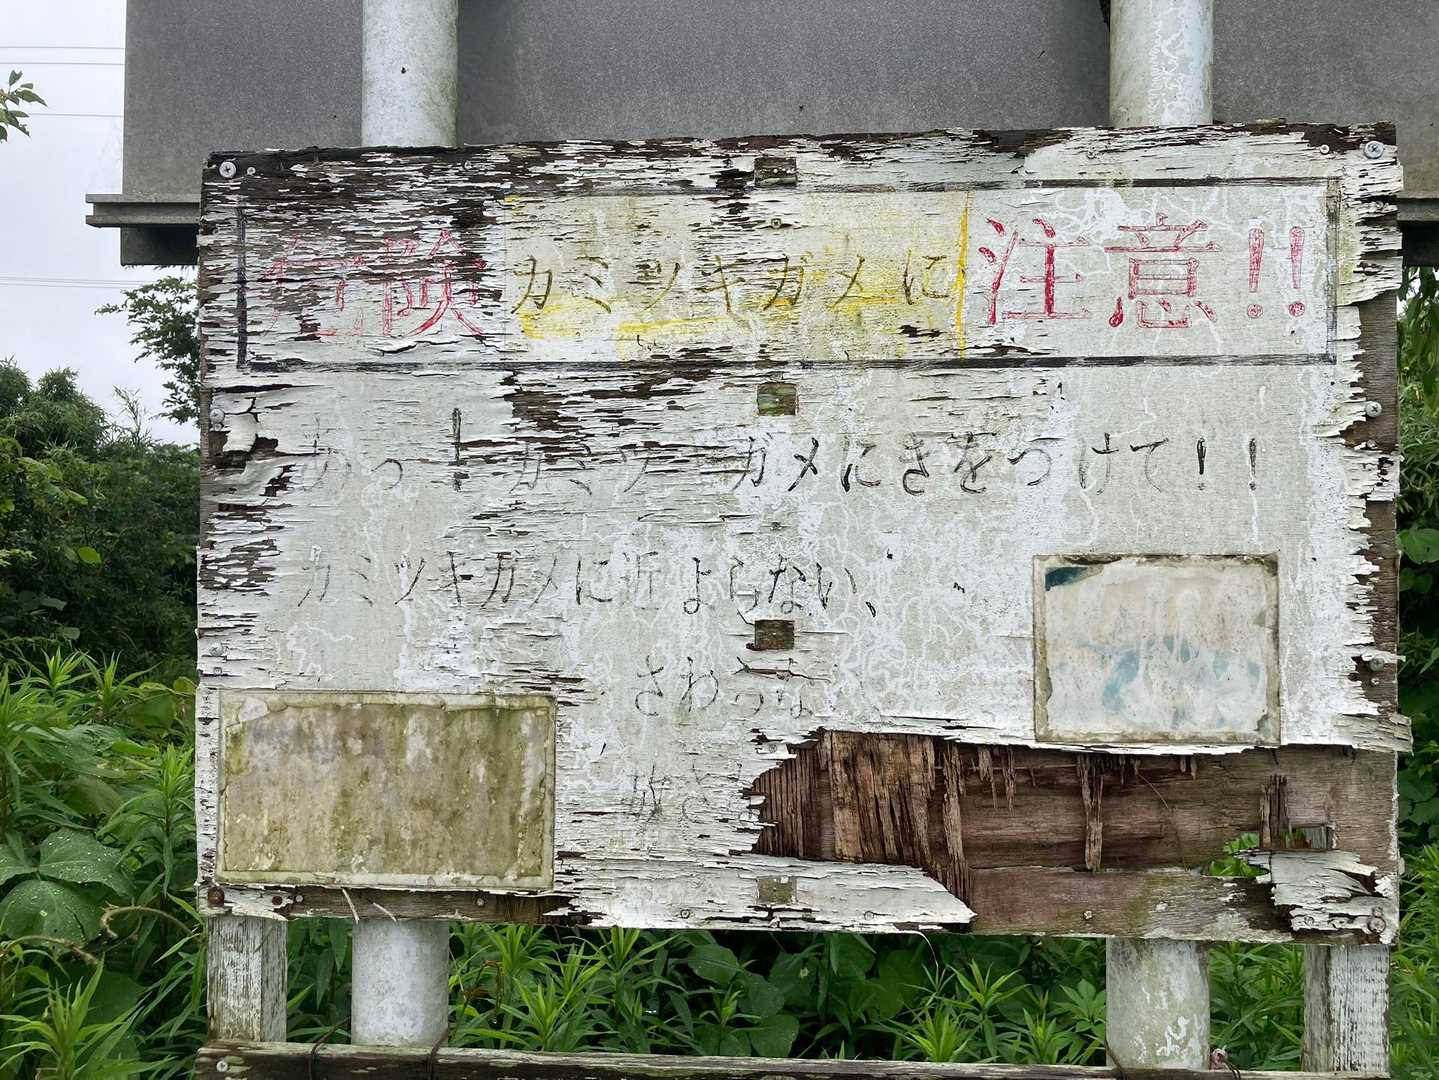 危険 カミツキガメに 注意!!
あっ!カミツキガメにきをつけて!!
カミツキガメに近よらない、
さわらな